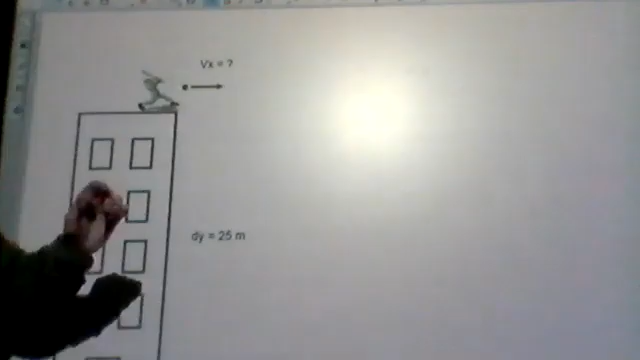 Vx = ?
dy = 25 m